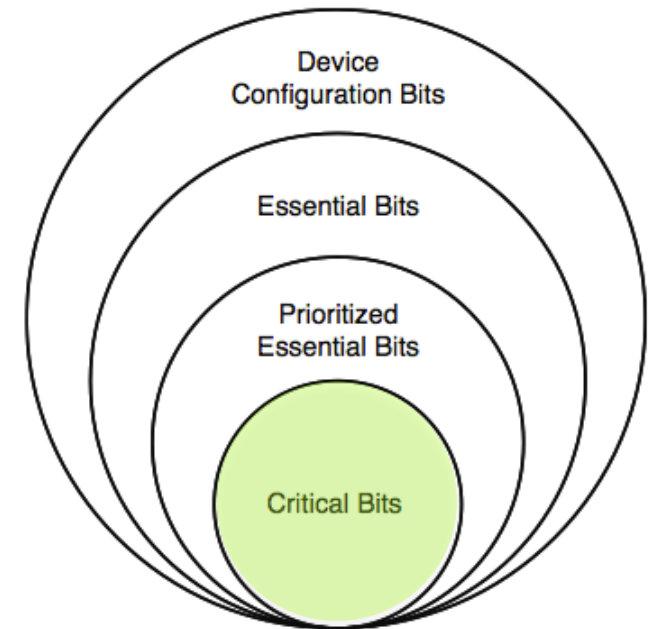 Device
Configuration Bits
Essential Bits
Prioritized
Essential Bits
Critical Bits